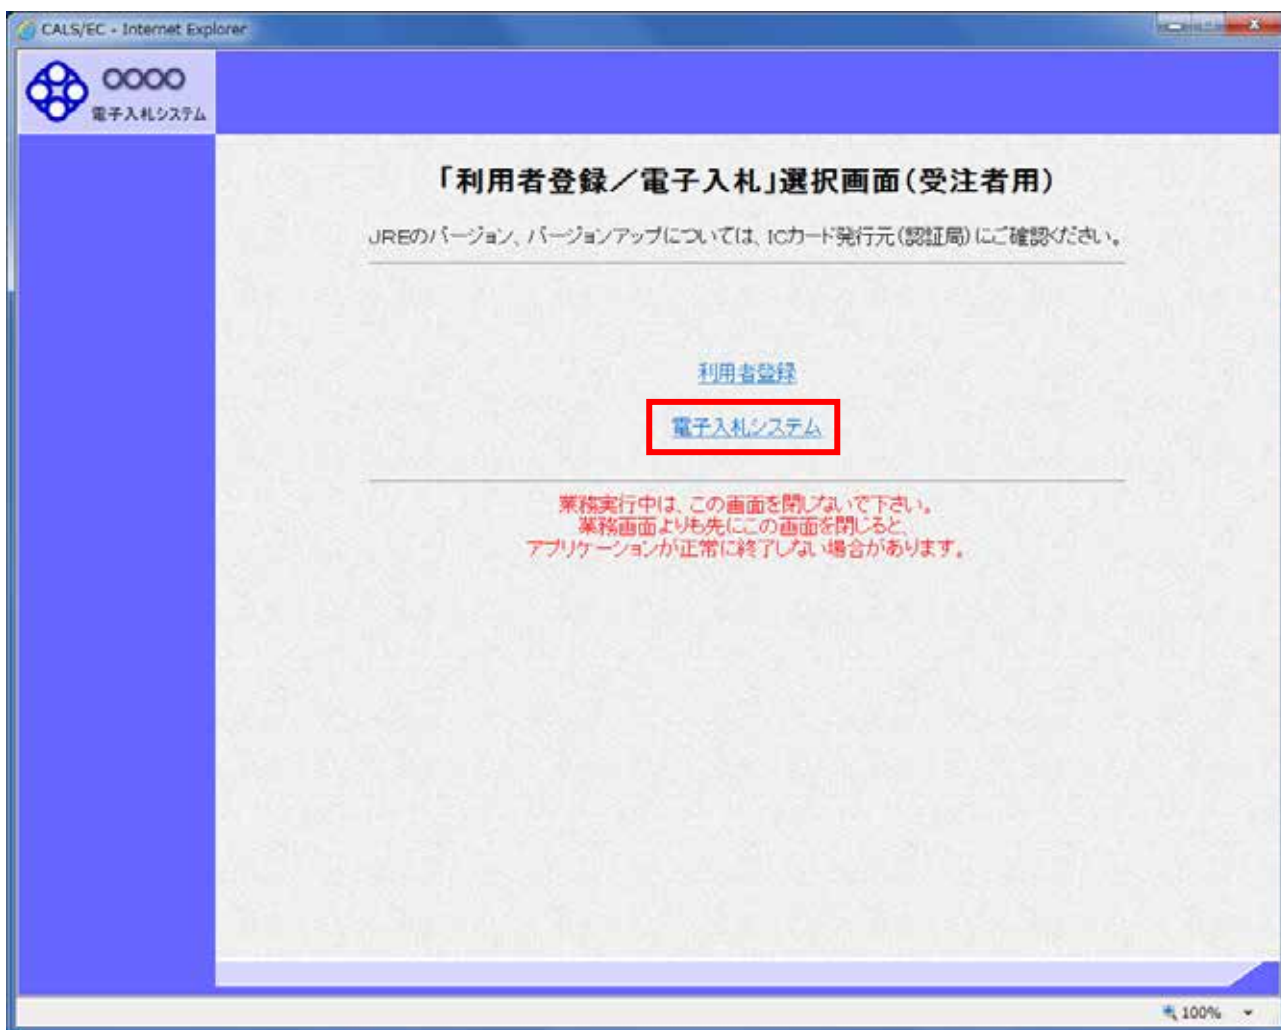 CALS/EC - Internet Explorer
○○○○
電子入札システム
「利用者登録／電子入札」選択画面(受注者用)
JREのバージョン、バージョンアップについては、ICカード発行元(認証局)にご確認ください。
利用者登録
電子入札システム
業務実行中は、この画面を閉じないで下さい。
業務画面よりも先にこの画面を閉じると、
アプリケーションが正常に終了しない場合があります。
100%